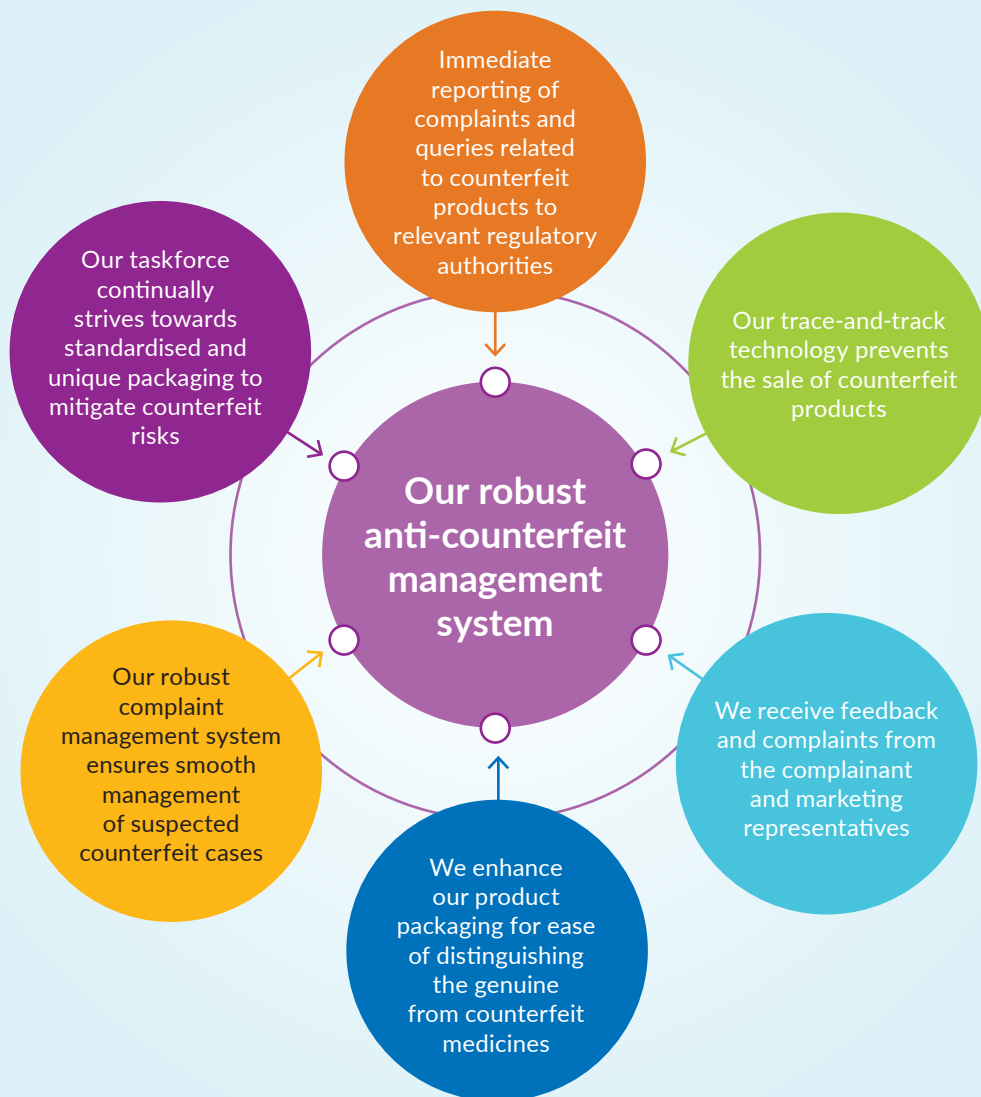 Immediate
reporting of
complaints and
queries related
to counterfeit
products to
relevant regulatory
authorities
Our taskforce
continually
strives towards
standardised and
unique packaging to
mitigate counterfeit
risks
Our trace-and-track
technology prevents
the sale of counterfeit
products
Our robust
anti-counterfeit
management
system
Our robust
complaint
management system
ensures smooth
management
of suspected
counterfeit cases
We receive feedback
and complaints from
the complainant
and marketing
representatives
We enhance
our product
packaging for ease
of distinguishing
the genuine
from counterfeit
medicines